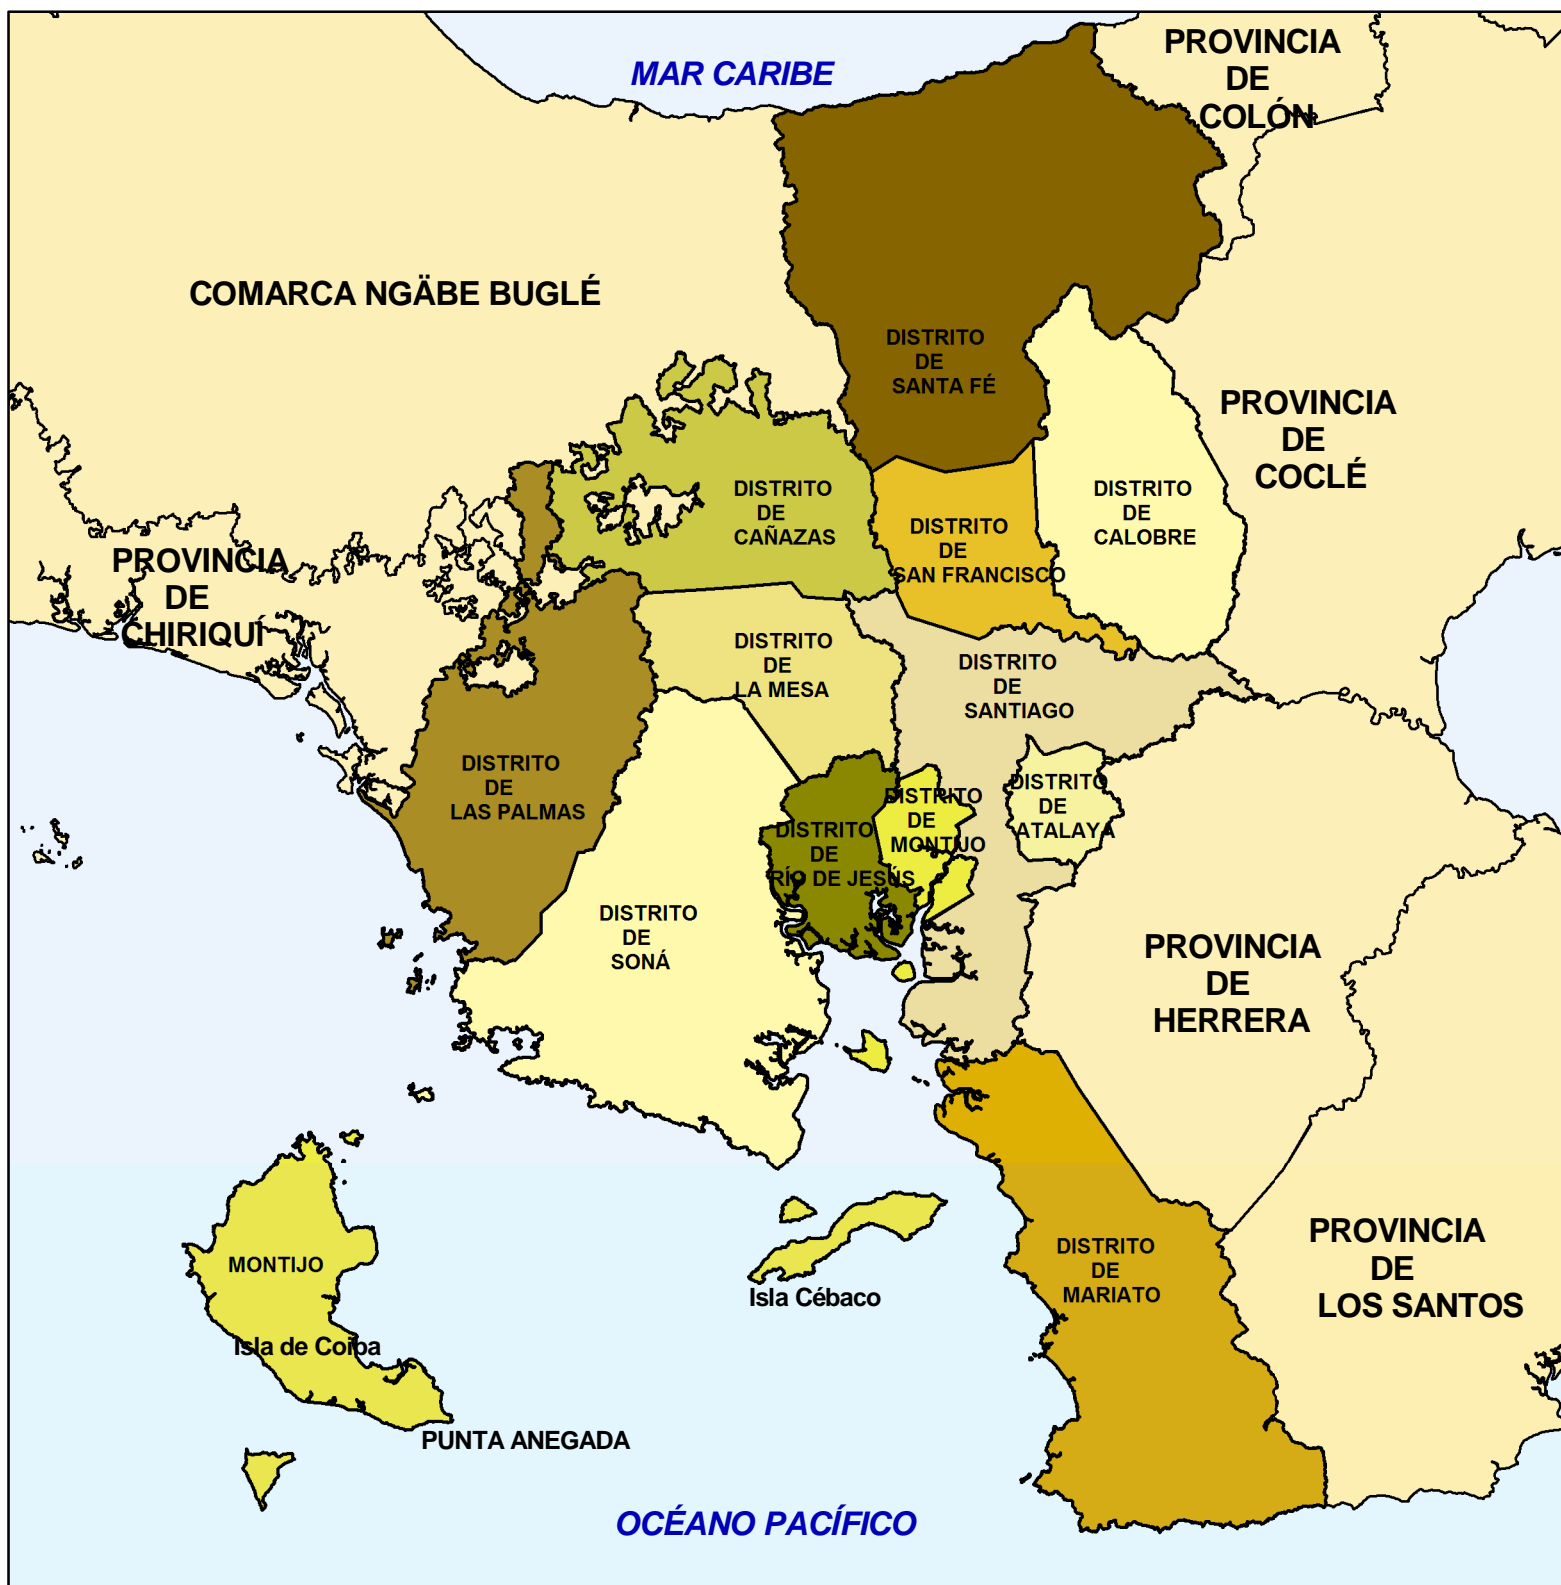 PROVINCIA
DE
COLÓN
MAR CARIBE
COMARCA NGÄBE BUGLÉ
DISTRITO
DE
SANTA FÉ
PROVINCIA
DE
COCLÉ
DISTRITO
DE
CAÑAZAS
DISTRITO
DE
CALOBRE
DISTRITO
DE
SAN FRANCISCO
PROVINCIA
DE
CHIRIQUÍ
DISTRITO
DE
LA MESA
DISTRITO
DE
SANTIAGO
DISTRITO
DE
LAS PALMAS
DISTRITO
DE
ATALAYA
DISTRITO
DE
MONTIJO
DISTRITO
DE
RÍO DE JESÚS
DISTRITO
DE
SONÁ
PROVINCIA
DE
HERRERA
MONTIJO
Isla de Coiba
PUNTA ANEGADA
Isla Cébaco
DISTRITO
DE
MARIATO
PROVINCIA
DE
LOS SANTOS
OCÉANO PACÍFICO